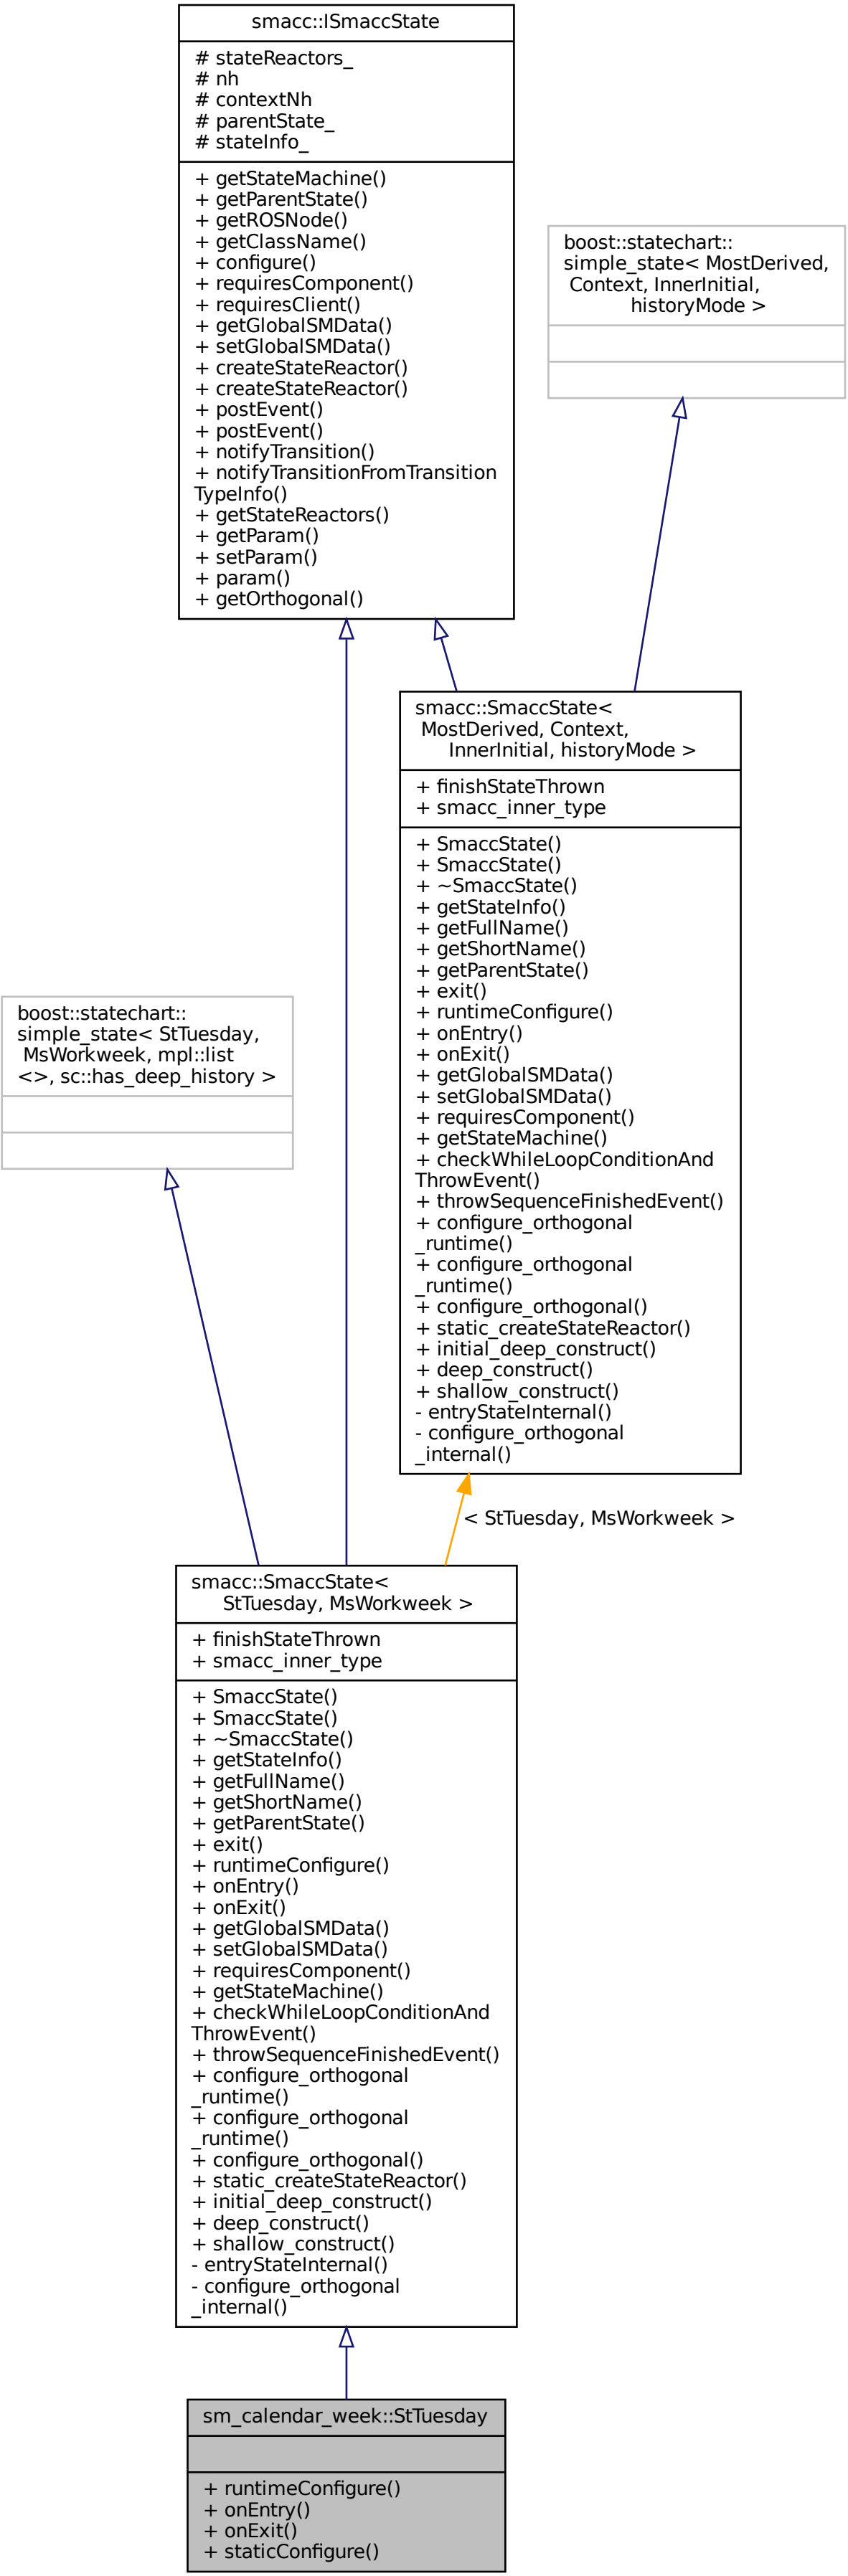 smacc::ISmaccState
# stateReactors_
# nh
# contextNh
# parentState_
# stateInfo_
+ getStateMachine()
+ getParentState()
+ getROSNode()
+ getClassName()
+ configure()
+ requiresComponent()
+ requiresClient()
+ getGlobalSMData()
+ setGlobalSMData()
+ createStateReactor()
+ createStateReactor()
+ postEvent()
+ postEvent()
+ notifyTransition()
+ notifyTransitionFromTransition
TypeInfo()
+ getStateReactors()
+ getParam()
+ setParam()
+ param()
+ getOrthogonal()
boost::statechart::
simple_state< MostDerived,
Context, InnerInitial,
historyMode >
smacc::SmaccState<
MostDerived, Context,
InnerInitial, historyMode >
+ finishStateThrown
+ smacc_inner_type
+ SmaccState()
+ SmaccState()
+ ~SmaccState()
+ getStateInfo()
+ getFullName()
+ getShortName()
+ getParentState()
+ exit()
+ runtimeConfigure()
+ onEntry()
+ onExit()
+ getGlobalSMData()
+ setGlobalSMData()
+ requiresComponent()
+ getStateMachine()
+ checkWhileLoopConditionAnd
ThrowEvent()
+ throwSequenceFinishedEvent()
+ configure_orthogonal
_runtime()
+ configure_orthogonal
_runtime()
+ configure_orthogonal()
+ static_createStateReactor()
+ initial_deep_construct()
+ deep_construct()
+ shallow_construct()
- entryStateInternal()
- configure_orthogonal
_internal()
boost::statechart::
simple_state< StTuesday,
MsWorkweek, mpl::list
<>, sc::has_deep_history >
< StTuesday, MsWorkweek >
smacc::SmaccState<
StTuesday, MsWorkweek >
+ finishStateThrown
+ smacc_inner_type
+ SmaccState()
+ SmaccState()
+ ~SmaccState()
+ getStateInfo()
+ getFullName()
+ getShortName()
+ getParentState()
+ exit()
+ runtimeConfigure()
+ onEntry()
+ onExit()
+ getGlobalSMData()
+ setGlobalSMData()
+ requiresComponent()
+ getStateMachine()
+ checkWhileLoopConditionAnd
ThrowEvent()
+ throwSequenceFinishedEvent()
+ configure_orthogonal
_runtime()
+ configure_orthogonal
_runtime()
+ configure_orthogonal()
+ static_createStateReactor()
+ initial_deep_construct()
+ deep_construct()
+ shallow_construct()
- entryStateInternal()
- configure_orthogonal
_internal()
sm_calendar_week::StTuesday
+ runtimeConfigure()
+ onEntry()
+ onExit()
+ staticConfigure()